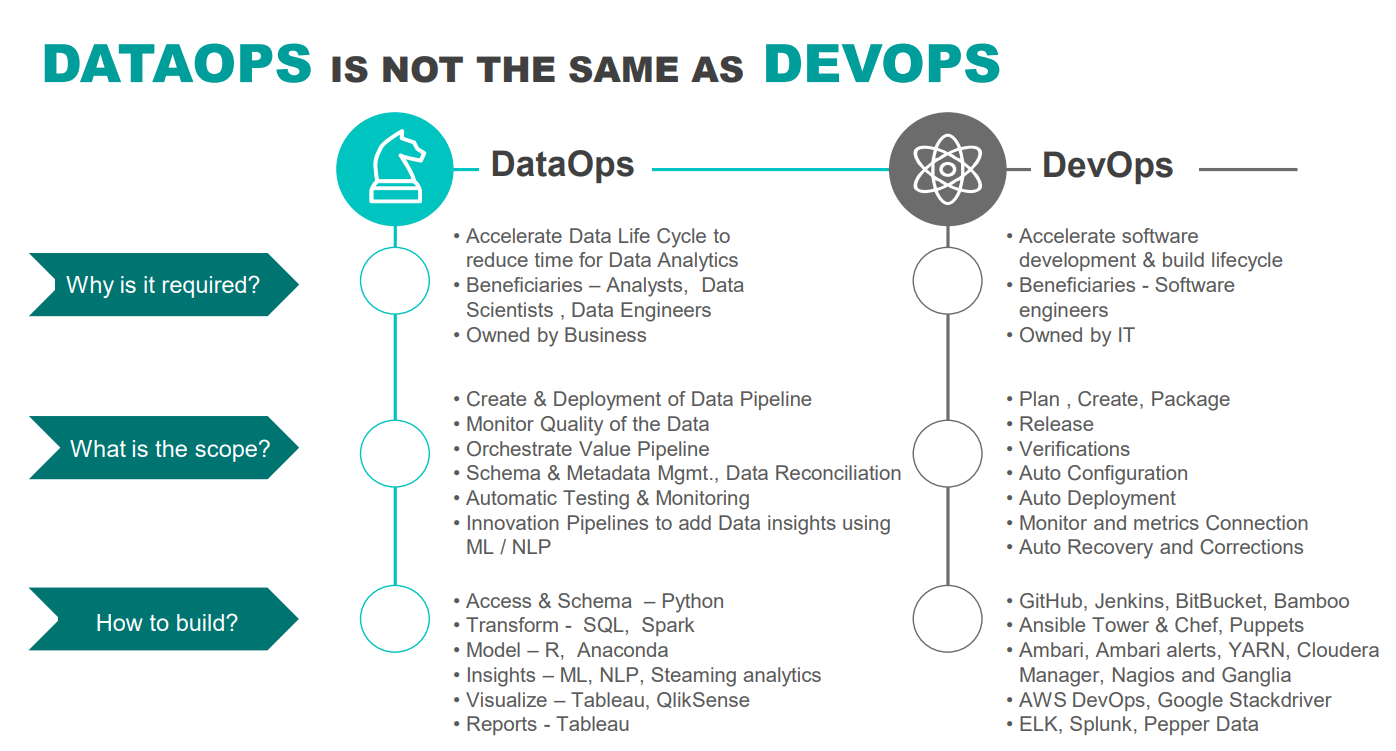 DATAOPS IS NOT THE SAME AS DEVOPS
DataOps
DevOps
Why is it required?
• Accelerate Data Life Cycle to
reduce time for Data Analytics
• Beneficiaries – Analysts, Data
Scientists , Data Engineers
• Owned by Business
• Accelerate software
development & build lifecycle
• Beneficiaries - Software
engineers
• Owned by IT
What is the scope?
• Create & Deployment of Data Pipeline
• Monitor Quality of the Data
• Orchestrate Value Pipeline
• Schema & Metadata Mgmt., Data Reconciliation
• Automatic Testing & Monitoring
• Innovation Pipelines to add Data insights using
ML / NLP
• Plan , Create, Package
• Release
• Verifications
• Auto Configuration
• Auto Deployment
• Monitor and metrics Connection
• Auto Recovery and Corrections
How to build?
• Access & Schema – Python
• Transform - SQL, Spark
• Model – R, Anaconda
• Insights – ML, NLP, Steaming analytics
• Visualize – Tableau, QlikSense
• Reports - Tableau
• GitHub, Jenkins, BitBucket, Bamboo
• Ansible Tower & Chef, Puppets
• Ambari, Ambari alerts, YARN, Cloudera
Manager, Nagios and Ganglia
• AWS DevOps, Google Stackdriver
• ELK, Splunk, Pepper Data